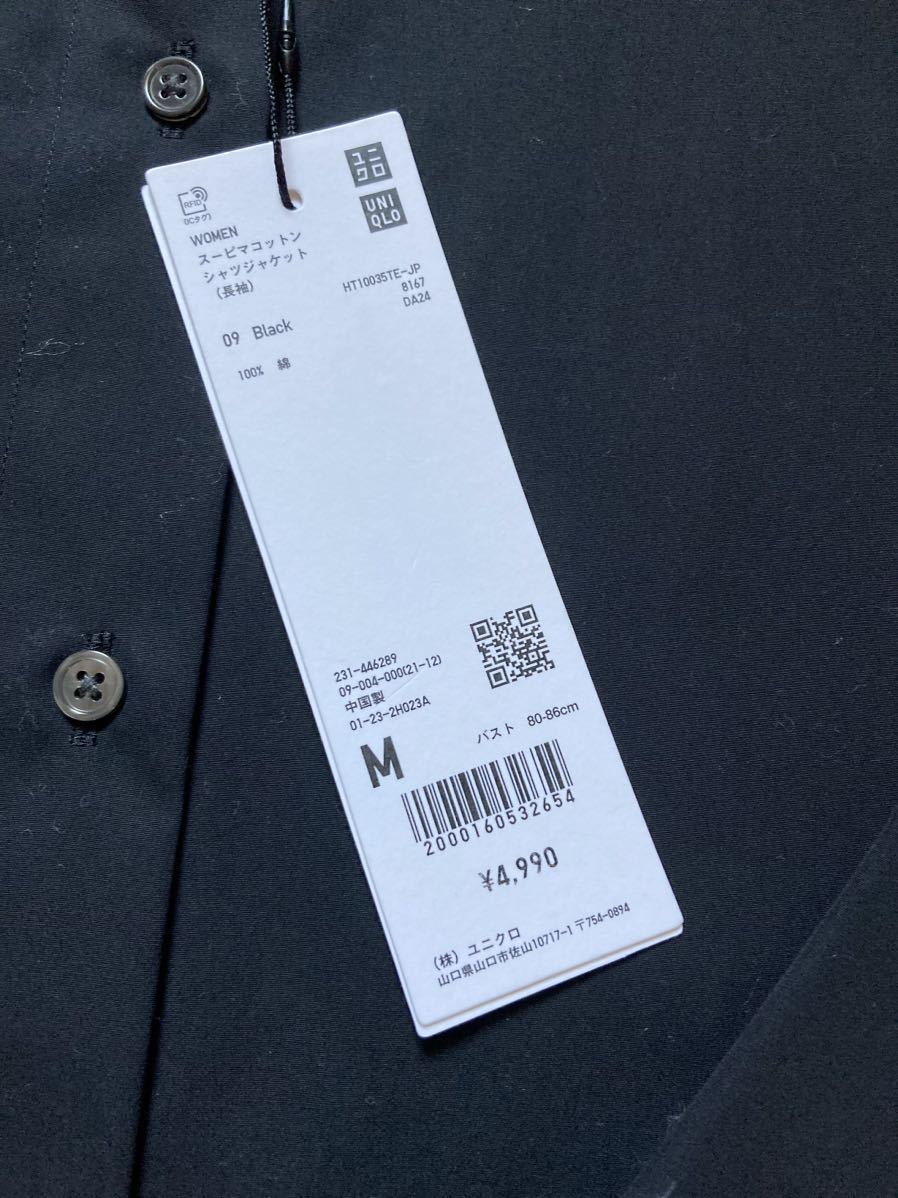 ユニ
クロ
UNI
QLO
RFID
(ICタグ)
WOMEN
スーピマコットン
シャツジャケット
(長袖)
HT10035TE-JP
8167
DA24
09 Black
100% 綿
231-446289
09-004-000(21-12)
中国製
01-23-2H023A
M
バスト 80-86cm
2000160532654
¥4,990
(株) ユニクロ
山口県山口市佐山10717-1 〒754-0894